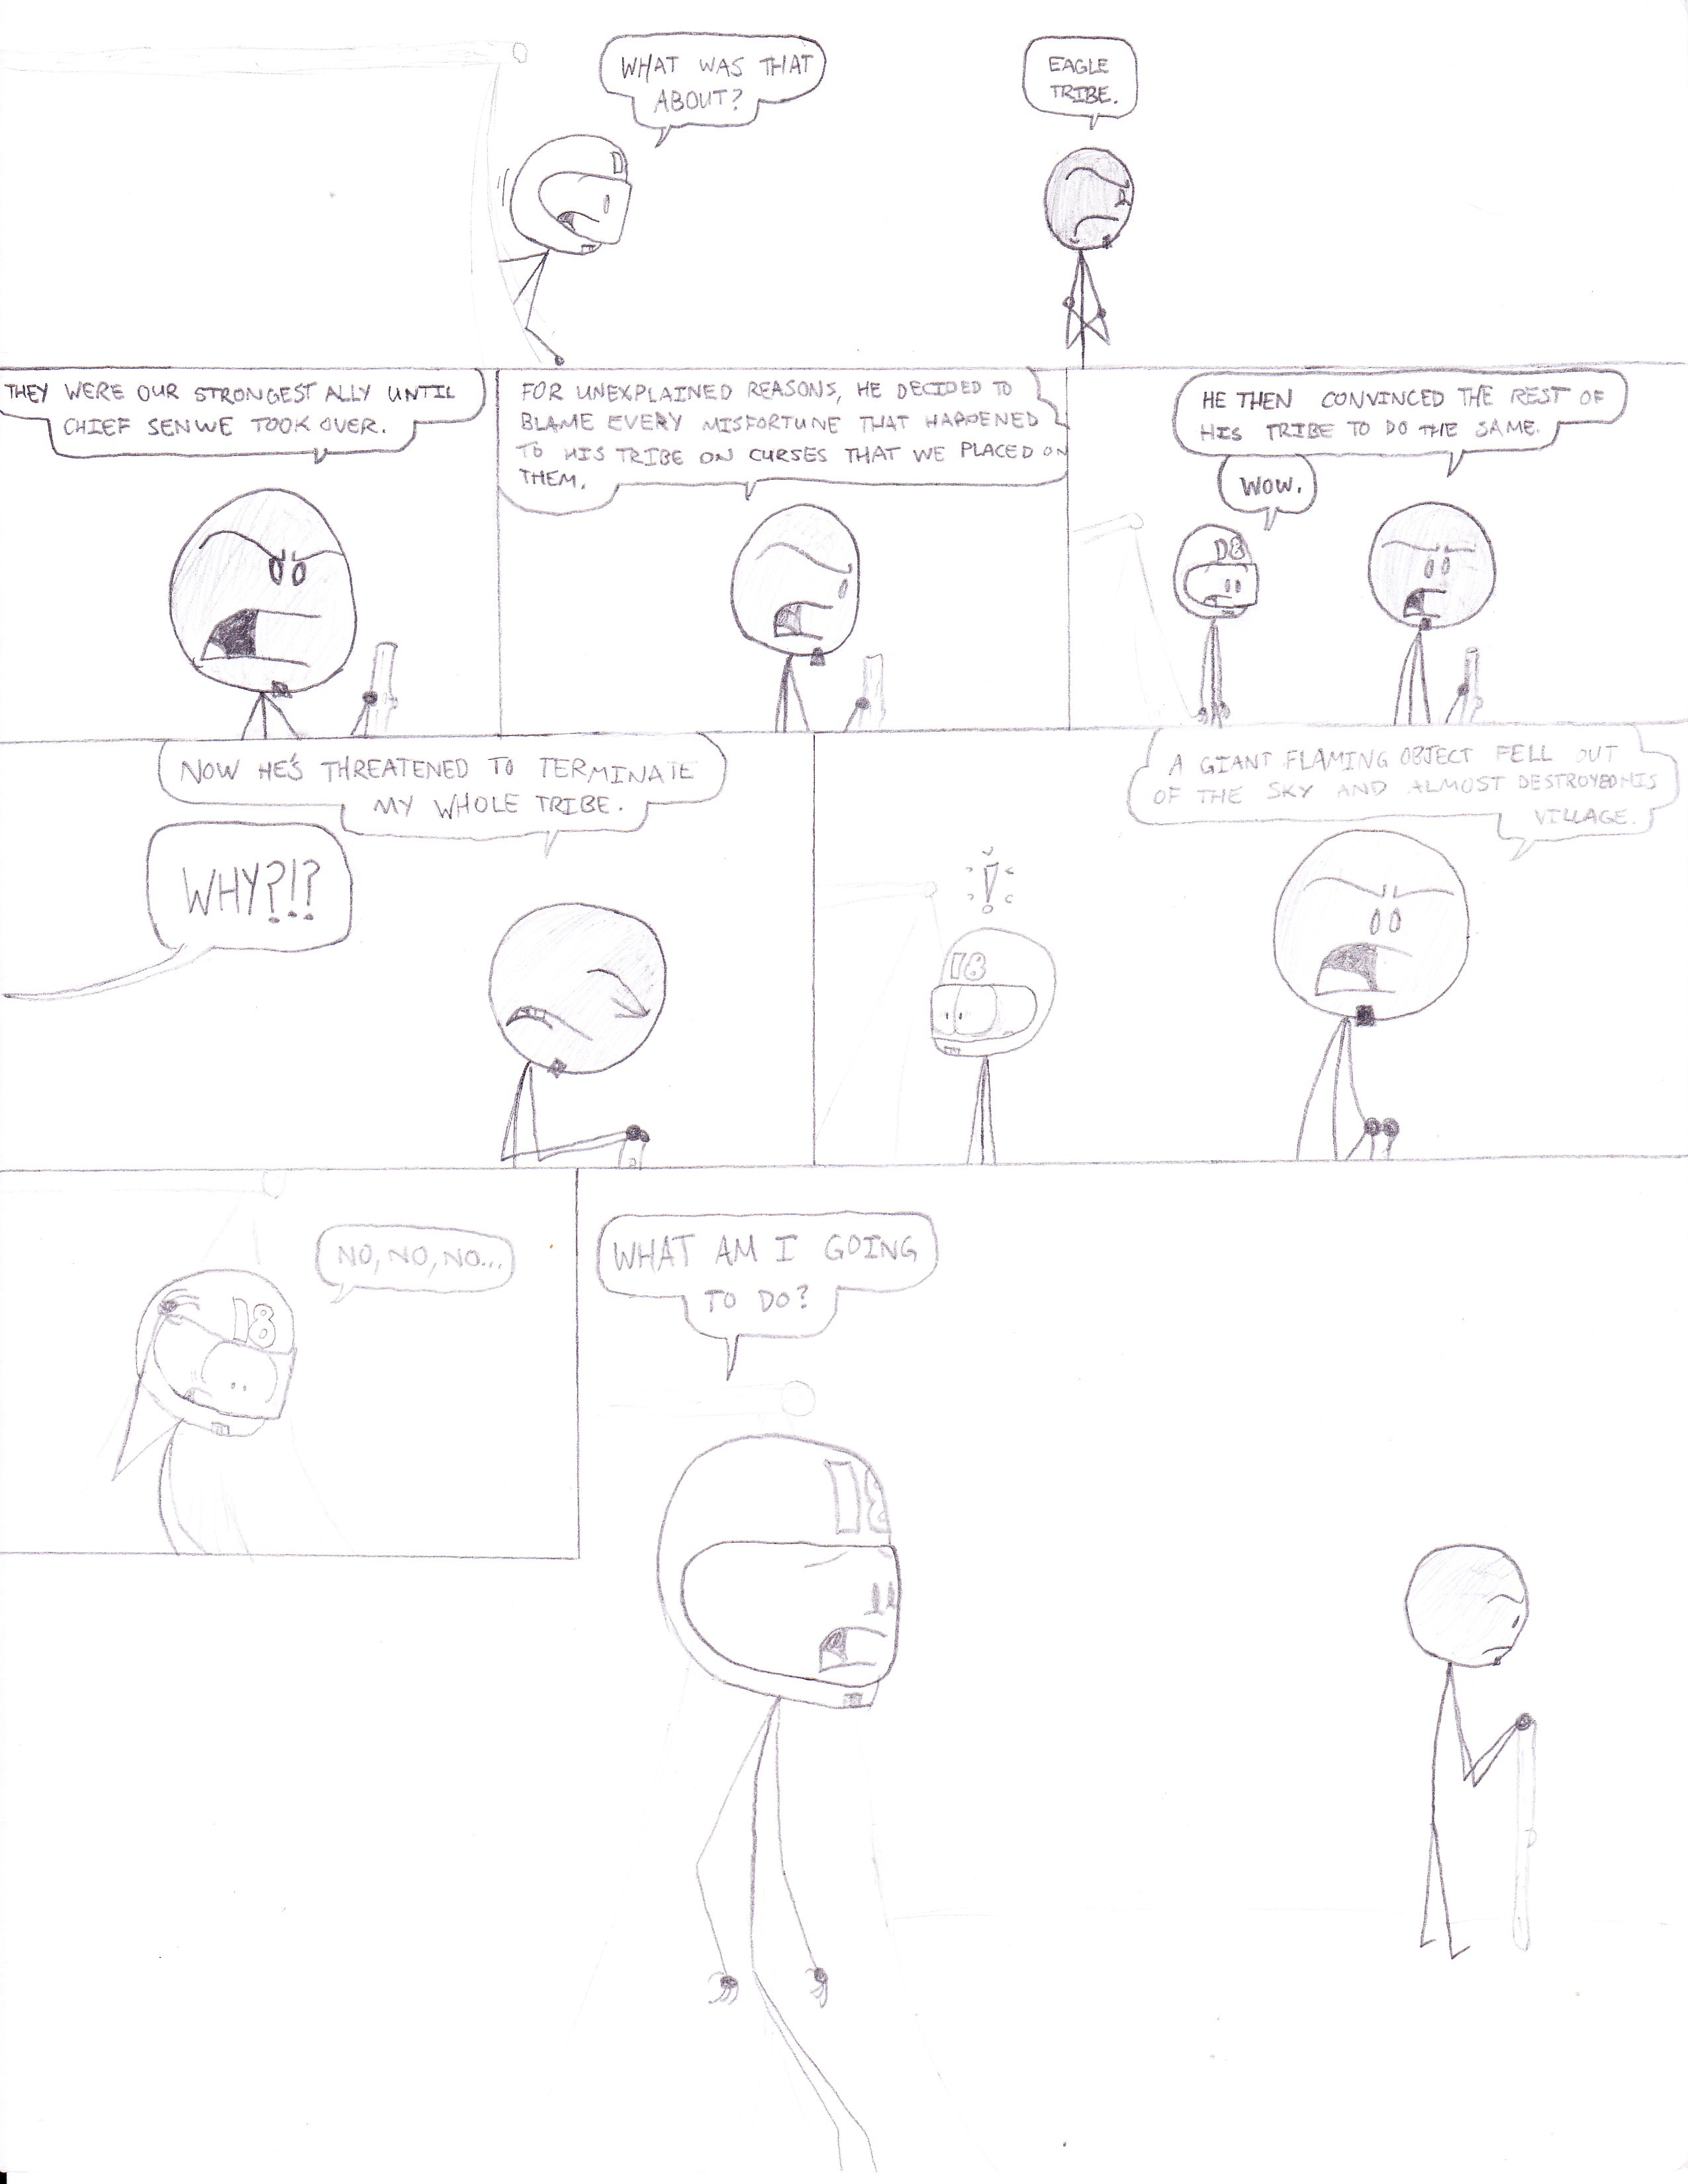 WHAT WAS THAT
ABOUT?
EAGLE
TRIBE.
D
THEY WERE OUR STRONGEST ALLY UNTIL
CHIEF SENWE TOOK OVER.
FOR UNEXPLAINED REASONS, HE DECIDED TO
BLAME EVERY MISFORTUNE THAT HAPPENED
TO HIS TRIBE ON CURSES THAT WE PLACED ON
THEM.
HE THEN CONVINCED THE REST OF
HIS TRIBE TO DO THE SAME.
WOW.
D8
NOW HE'S THREATENED TO TERMINATE
MY WHOLE TRIBE.
WHY?!?
A GIANT FLAMING OBJECT FELL OUT
OF THE SKY AND ALMOST DESTROYED HIS
VILLAGE.
!
D8
NO, NO, NO...
D8
WHAT AM I GOING
TO DO?
D8